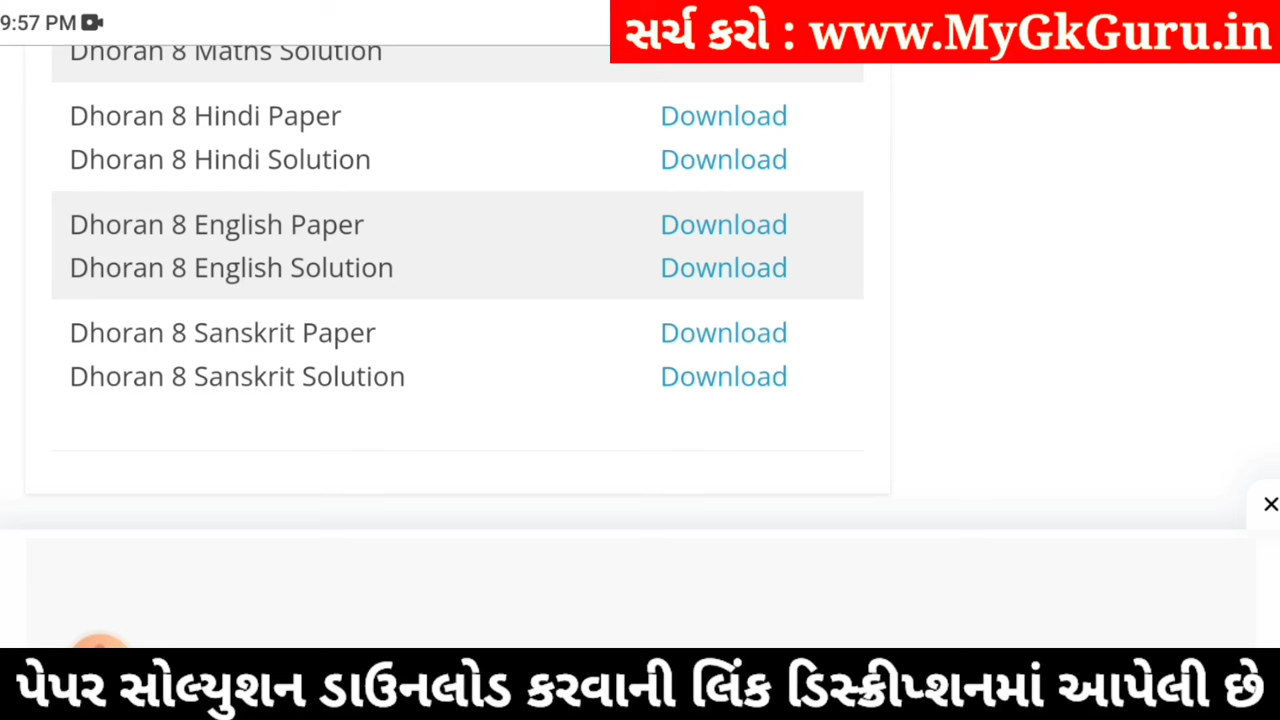 9:57 PM
સર્ચ કરો : www.MyGkGuru.in
Dhoran 8 Maths Solution
Dhoran 8 Hindi Paper Download
Dhoran 8 Hindi Solution Download
Dhoran 8 English Paper Download
Dhoran 8 English Solution Download
Dhoran 8 Sanskrit Paper Download
Dhoran 8 Sanskrit Solution Download
પેપર સોલ્યુશન ડાઉનલોડ કરવાની લિંક ડિસ્ક્રીપ્શનમાં આપેલી છે